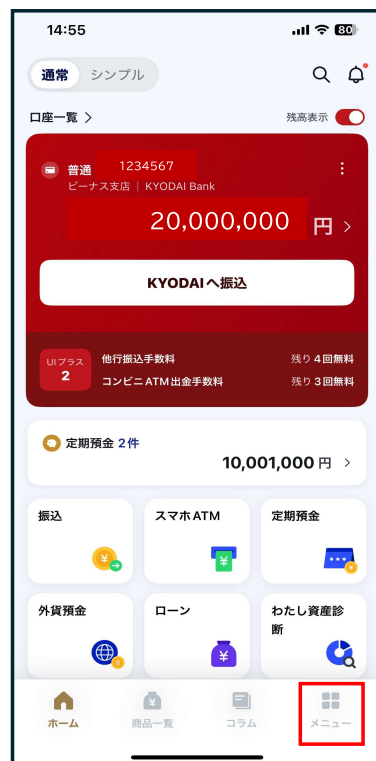 14:55
80
通常 シンプル
口座一覧 >
残高表示
普通 1234567
ビーナス支店 | KYODAI Bank
20,000,000 円 >
KYODAIへ振込
UIプラス
2
他行振込手数料 残り4回無料
コンビニATM出金手数料 残り3回無料
定期預金 2件
10,001,000 円 >
振込
スマホATM
定期預金
外貨預金
ローン
わたし資産診
断
ホーム
商品一覧
コラム
メニュー